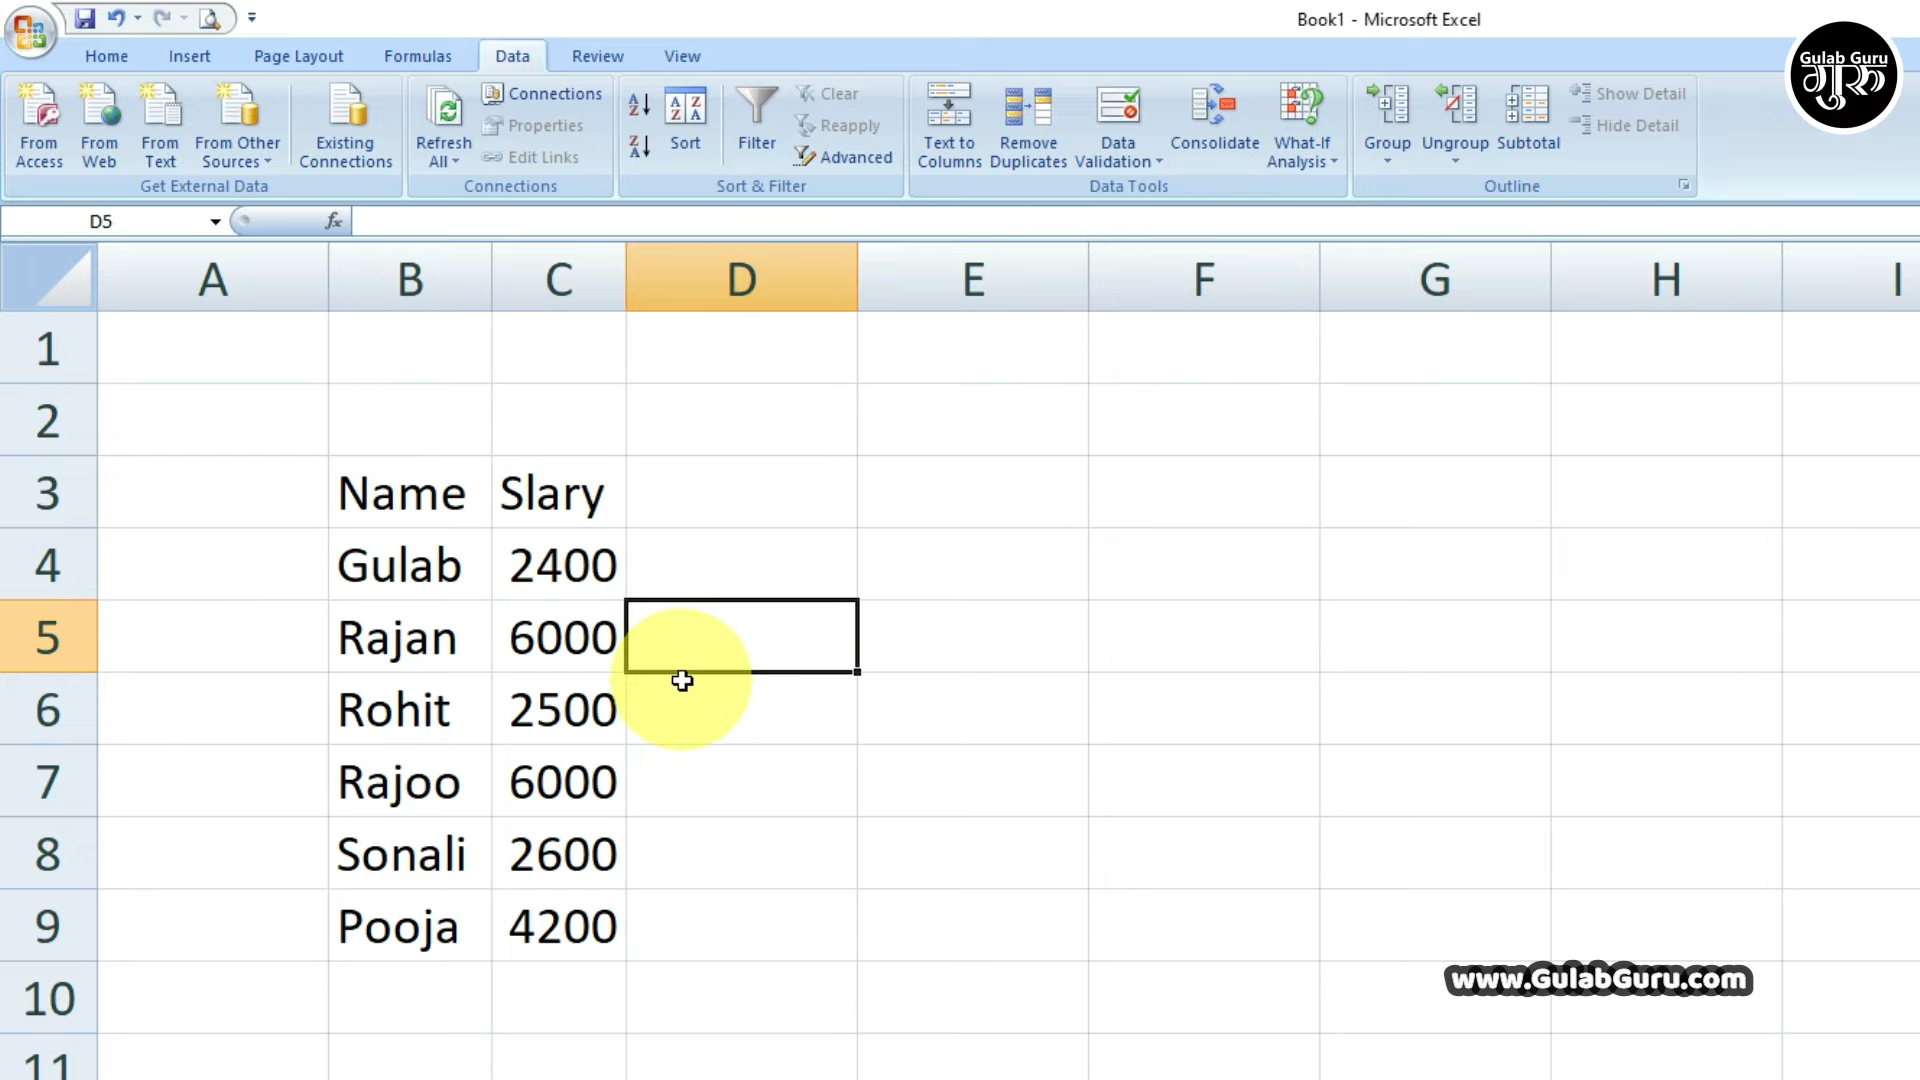 Book1 - Microsoft Excel
Gulab Guru
गुरु
Home Insert Page Layout Formulas Data Review View
From Access
From Web
From Text
From Other Sources
Existing Connections
Get External Data
Refresh All
Connections
Properties
Edit Links
Connections
Sort
Filter
Clear
Reapply
Advanced
Sort & Filter
Text to Columns
Remove Duplicates
Data Validation
Consolidate
What-If Analysis
Data Tools
Group
Ungroup
Subtotal
Show Detail
Hide Detail
Outline
D5 fx
A B C D E F G H I
1
2
3 Name Slary
4 Gulab 2400
5 Rajan 6000
6 Rohit 2500
7 Rajoo 6000
8 Sonali 2600
9 Pooja 4200
10
11
www.GulabGuru.com